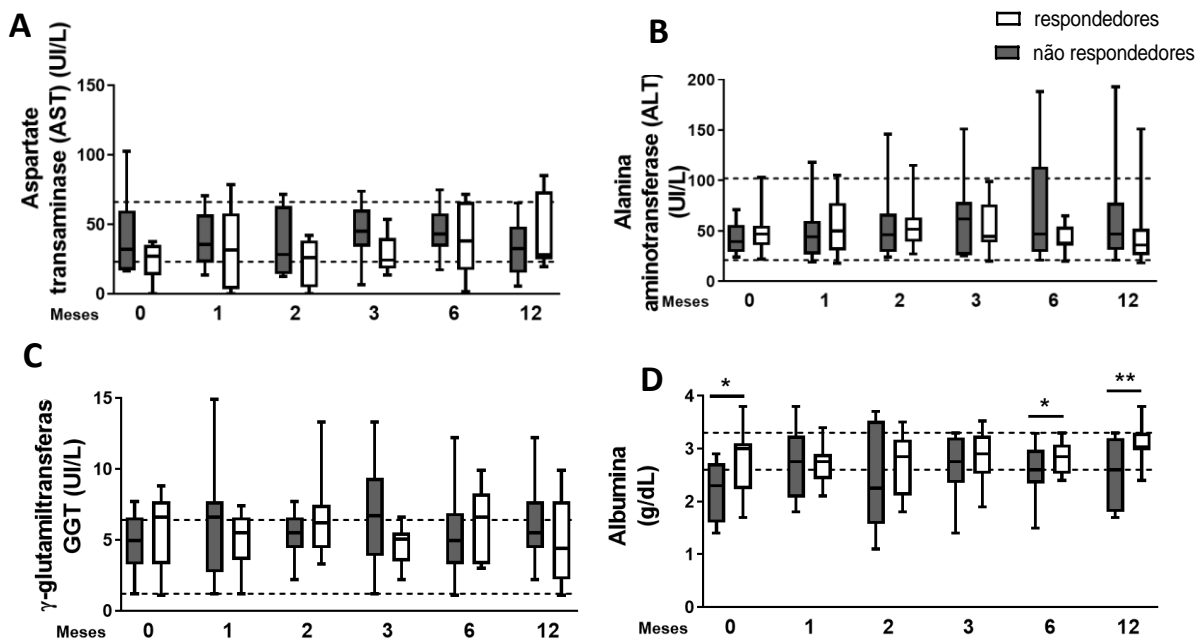 respondedores
não respondedores
A
Aspartate
transaminase (AST) (UI/L)
150
100
50
0
Meses 0 1 2 3 6 12
B
Alanina
aminotransferase (ALT)
(UI/L)
200
150
100
50
0
Meses 0 1 2 3 6 12
C
γ-glutamiltransferas
GGT (UI/L)
15
10
5
0
Meses 0 1 2 3 6 12
D
Albumina
(g/dL)
4
3
2
1
0
*
*
**
Meses 0 1 2 3 6 12